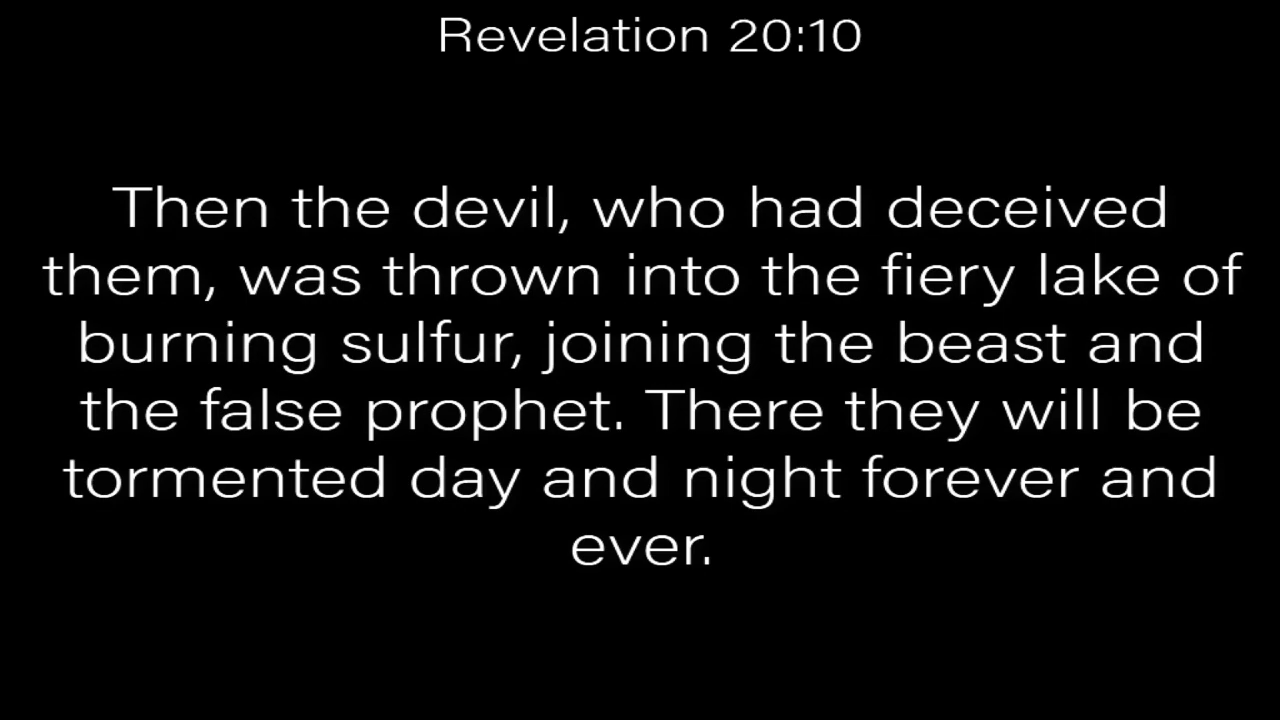 Revelation 20:10
Then the devil, who had deceived
them, was thrown into the fiery lake of
burning sulfur, joining the beast and
the false prophet. There they will be
tormented day and night forever and
ever.